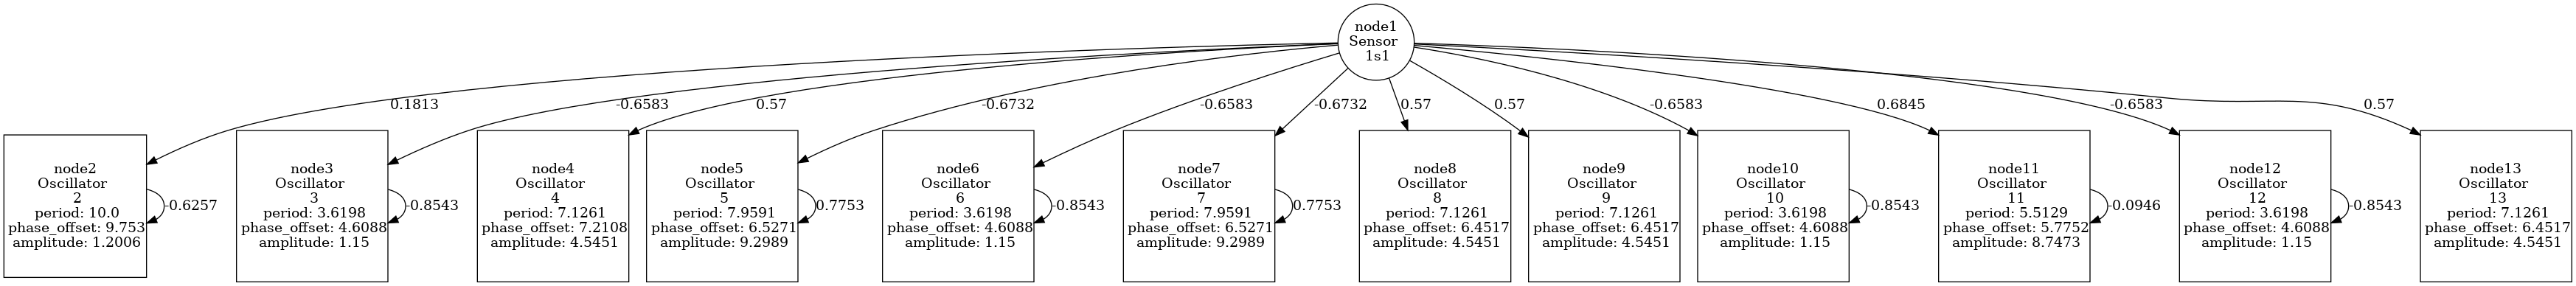 node1
Sensor
1s1
0.1813
-0.6583
0.57
-0.6732
-0.6583
-0.6732
0.57
0.57
-0.6583
0.6845
-0.6583
0.57
node2
Oscillator
2
period: 10.0
phase_offset: 9.753
amplitude: 1.2006
-0.6257
node3
Oscillator
3
period: 3.6198
phase_offset: 4.6088
amplitude: 1.15
-0.8543
node4
Oscillator
4
period: 7.1261
phase_offset: 7.2108
amplitude: 4.5451
node5
Oscillator
5
period: 7.9591
phase_offset: 6.5271
amplitude: 9.2989
0.7753
node6
Oscillator
6
period: 3.6198
phase_offset: 4.6088
amplitude: 1.15
-0.8543
node7
Oscillator
7
period: 7.9591
phase_offset: 6.5271
amplitude: 9.2989
0.7753
node8
Oscillator
8
period: 7.1261
phase_offset: 6.4517
amplitude: 4.5451
node9
Oscillator
9
period: 7.1261
phase_offset: 6.4517
amplitude: 4.5451
node10
Oscillator
10
period: 3.6198
phase_offset: 4.6088
amplitude: 1.15
-0.8543
node11
Oscillator
11
period: 5.5129
phase_offset: 5.7752
amplitude: 8.7473
-0.0946
node12
Oscillator
12
period: 3.6198
phase_offset: 4.6088
amplitude: 1.15
-0.8543
node13
Oscillator
13
period: 7.1261
phase_offset: 6.4517
amplitude: 4.5451